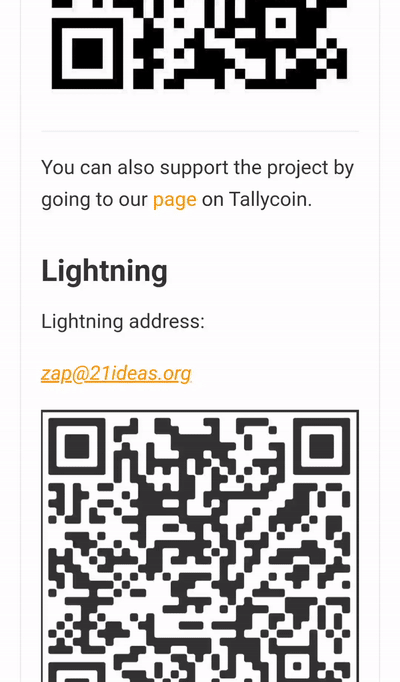 You can also support the project by
going to our page on Tallycoin.
Lightning
Lightning address:
zap@21ideas.org